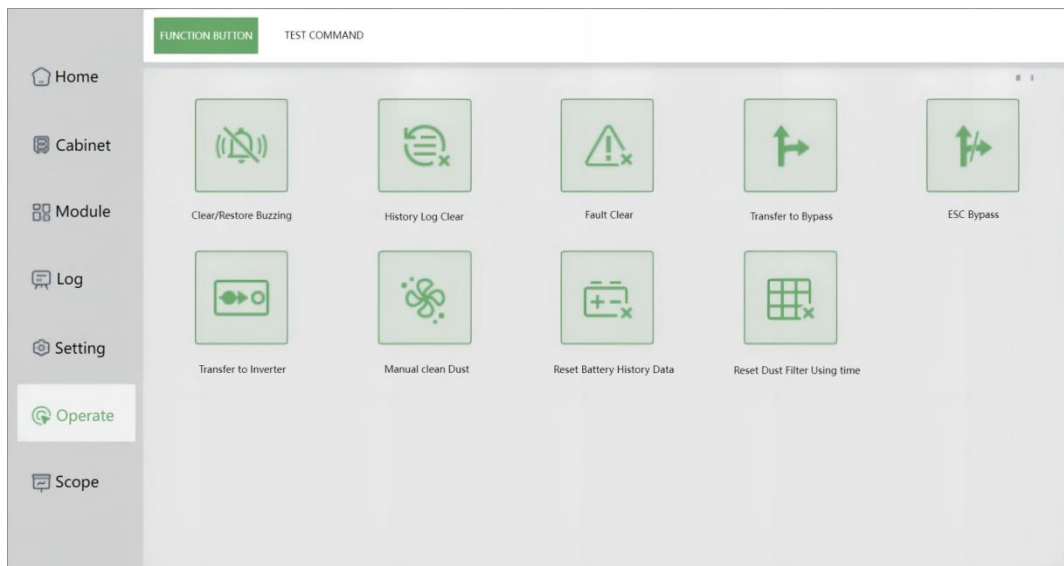 FUNCTION BUTTON
TEST COMMAND
Home
Cabinet
Module
Log
Setting
Operate
Scope
Clear/Restore Buzzing
History Log Clear
Fault Clear
Transfer to Bypass
ESC Bypass
Transfer to Inverter
Manual clean Dust
Reset Battery History Data
Reset Dust Filter Using time